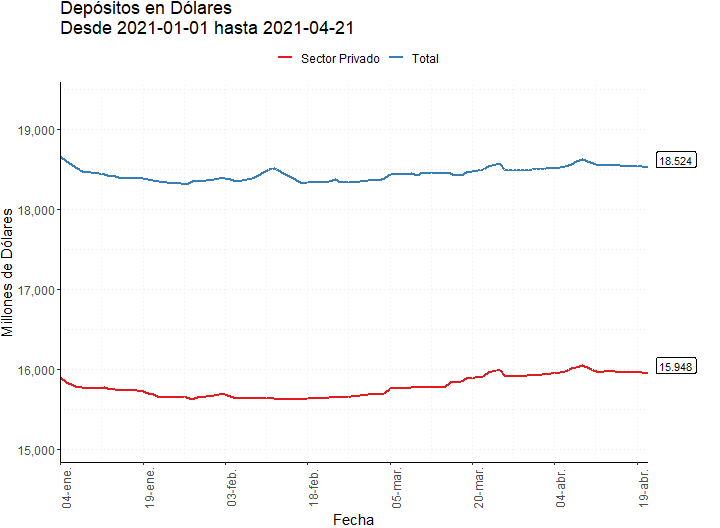 Depósitos en Dólares
Desde 2021-01-01 hasta 2021-04-21
Sector Privado Total
Millones de Dólares
19,000
18,000
17,000
16,000
15,000
18.524
15.948
04-ene.
19-ene.
03-feb.
18-feb.
05-mar.
20-mar.
04-abr.
19-abr.
Fecha